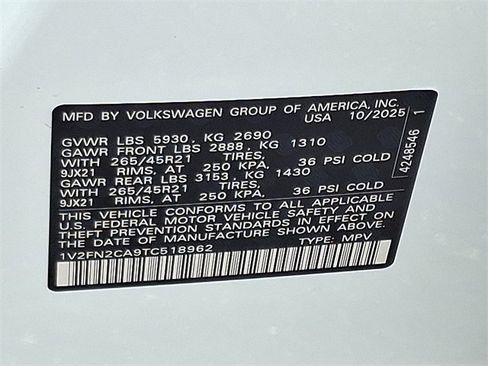 MFD BY VOLKSWAGEN GROUP OF AMERICA, INC.
USA 10/2025
GVWR LBS 5930, KG 2690
GAWR FRONT LBS 2888, KG 1310
WITH 265/45R21 TIRES,
9JX21 RIMS, AT 250 KPA, 36 PSI COLD
GAWR REAR LBS 3153, KG 1430
WITH 265/45R21 TIRES,
9JX21 RIMS, AT 250 KPA, 36 PSI COLD
THIS VEHICLE CONFORMS TO ALL APPLICABLE
U.S. FEDERAL MOTOR VEHICLE SAFETY AND
THEFT PREVENTION STANDARDS IN EFFECT ON
DATE OF MANUFACTURE SHOWN ABOVE.
1V2FN2CA9TC518962 TYPE: MPV
4248546 1